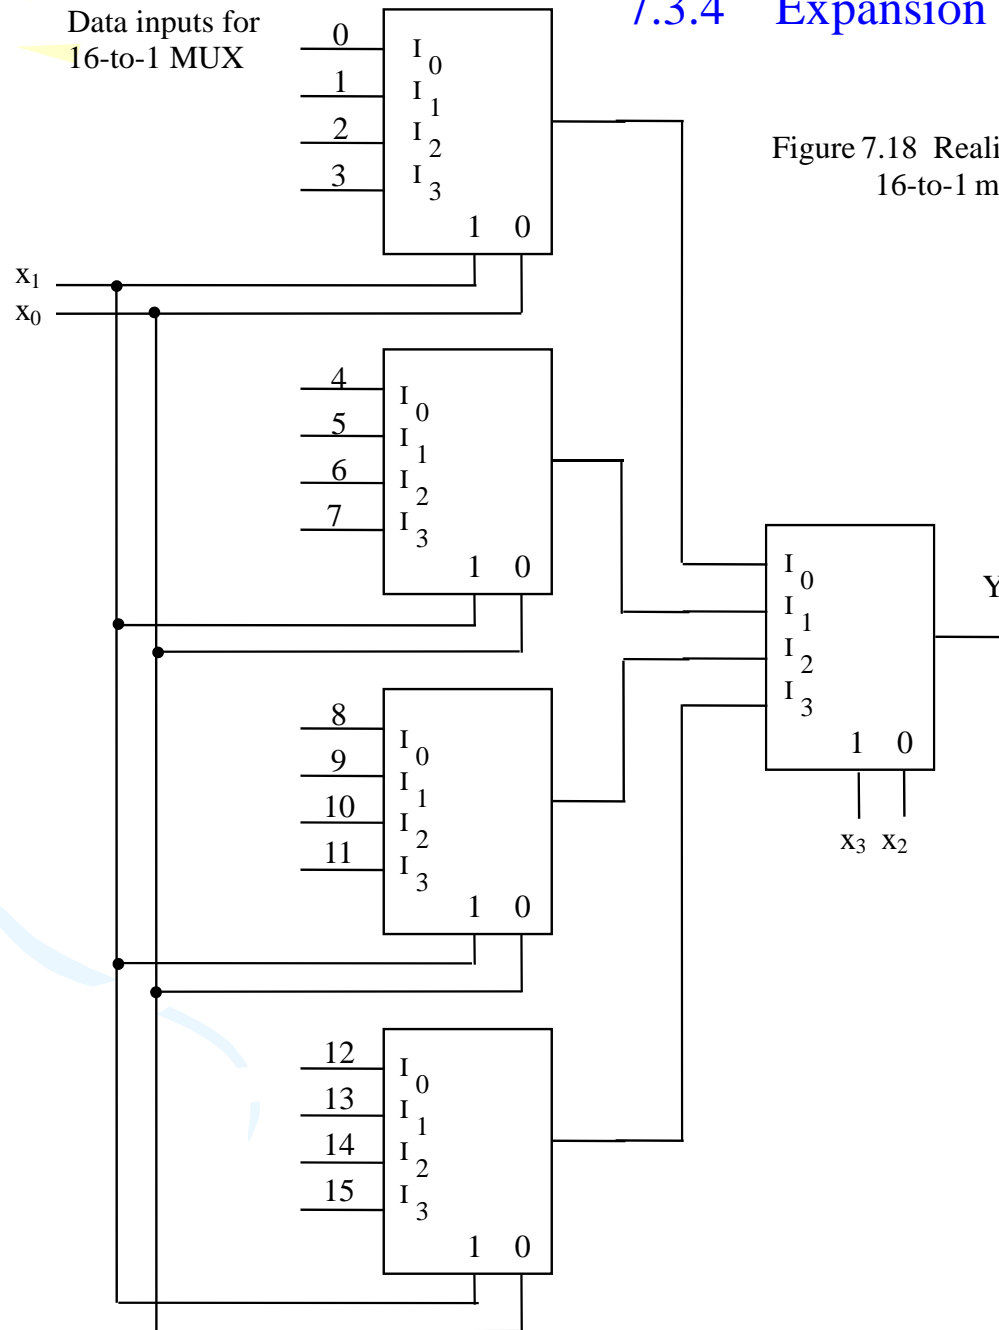 7.3.4 Expansion
Data inputs for
16-to-1 MUX
Figure 7.18
16-to-1
0
1
2
3
I0
I1
I2
I3
1 0
x1
x0
4
5
6
7
I0
I1
I2
I3
1 0
8
9
10
11
I0
I1
I2
I3
1 0
12
13
14
15
I0
I1
I2
I3
1 0
I0
I1
I2
I3
1 0
x3 x2
Y